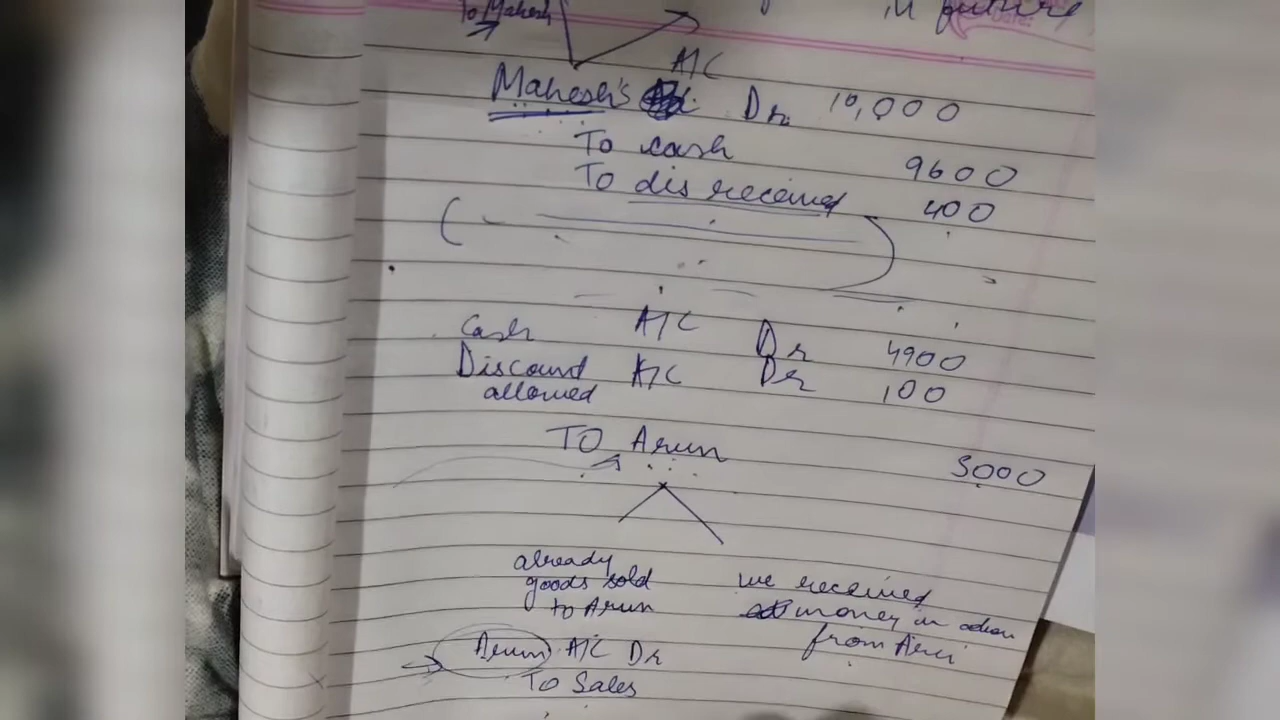 in future
To Mahesh
A/C
Mahesh's Dr. 10,000
To cash 9600
To dis received 400
Cash A/C Dr 4900
Discount A/C Dr 100
allowed
TO Arun 5000
already
goods sold
to Arun
we received
money in
from
Arun A/C Dr
To Sales